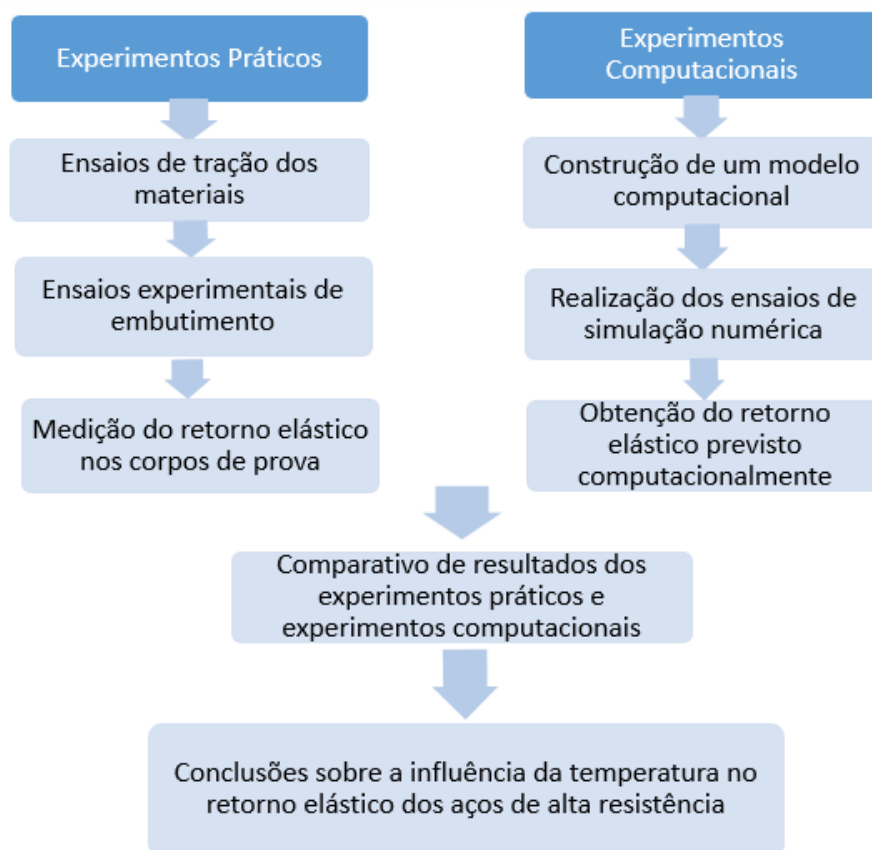 Experimentos Práticos
Ensaios de tração dos
materiais
Ensaios experimentais de
embutimento
Medição do retorno elástico
nos corpos de prova
Experimentos
Computacionais
Construção de um modelo
computacional
Realização dos ensaios de
simulação numérica
Obtenção do retorno
elástico previsto
computacionalmente
Comparativo de resultados dos
experimentos práticos e
experimentos computacionais
Conclusões sobre a influência da temperatura no
retorno elástico dos aços de alta resistência